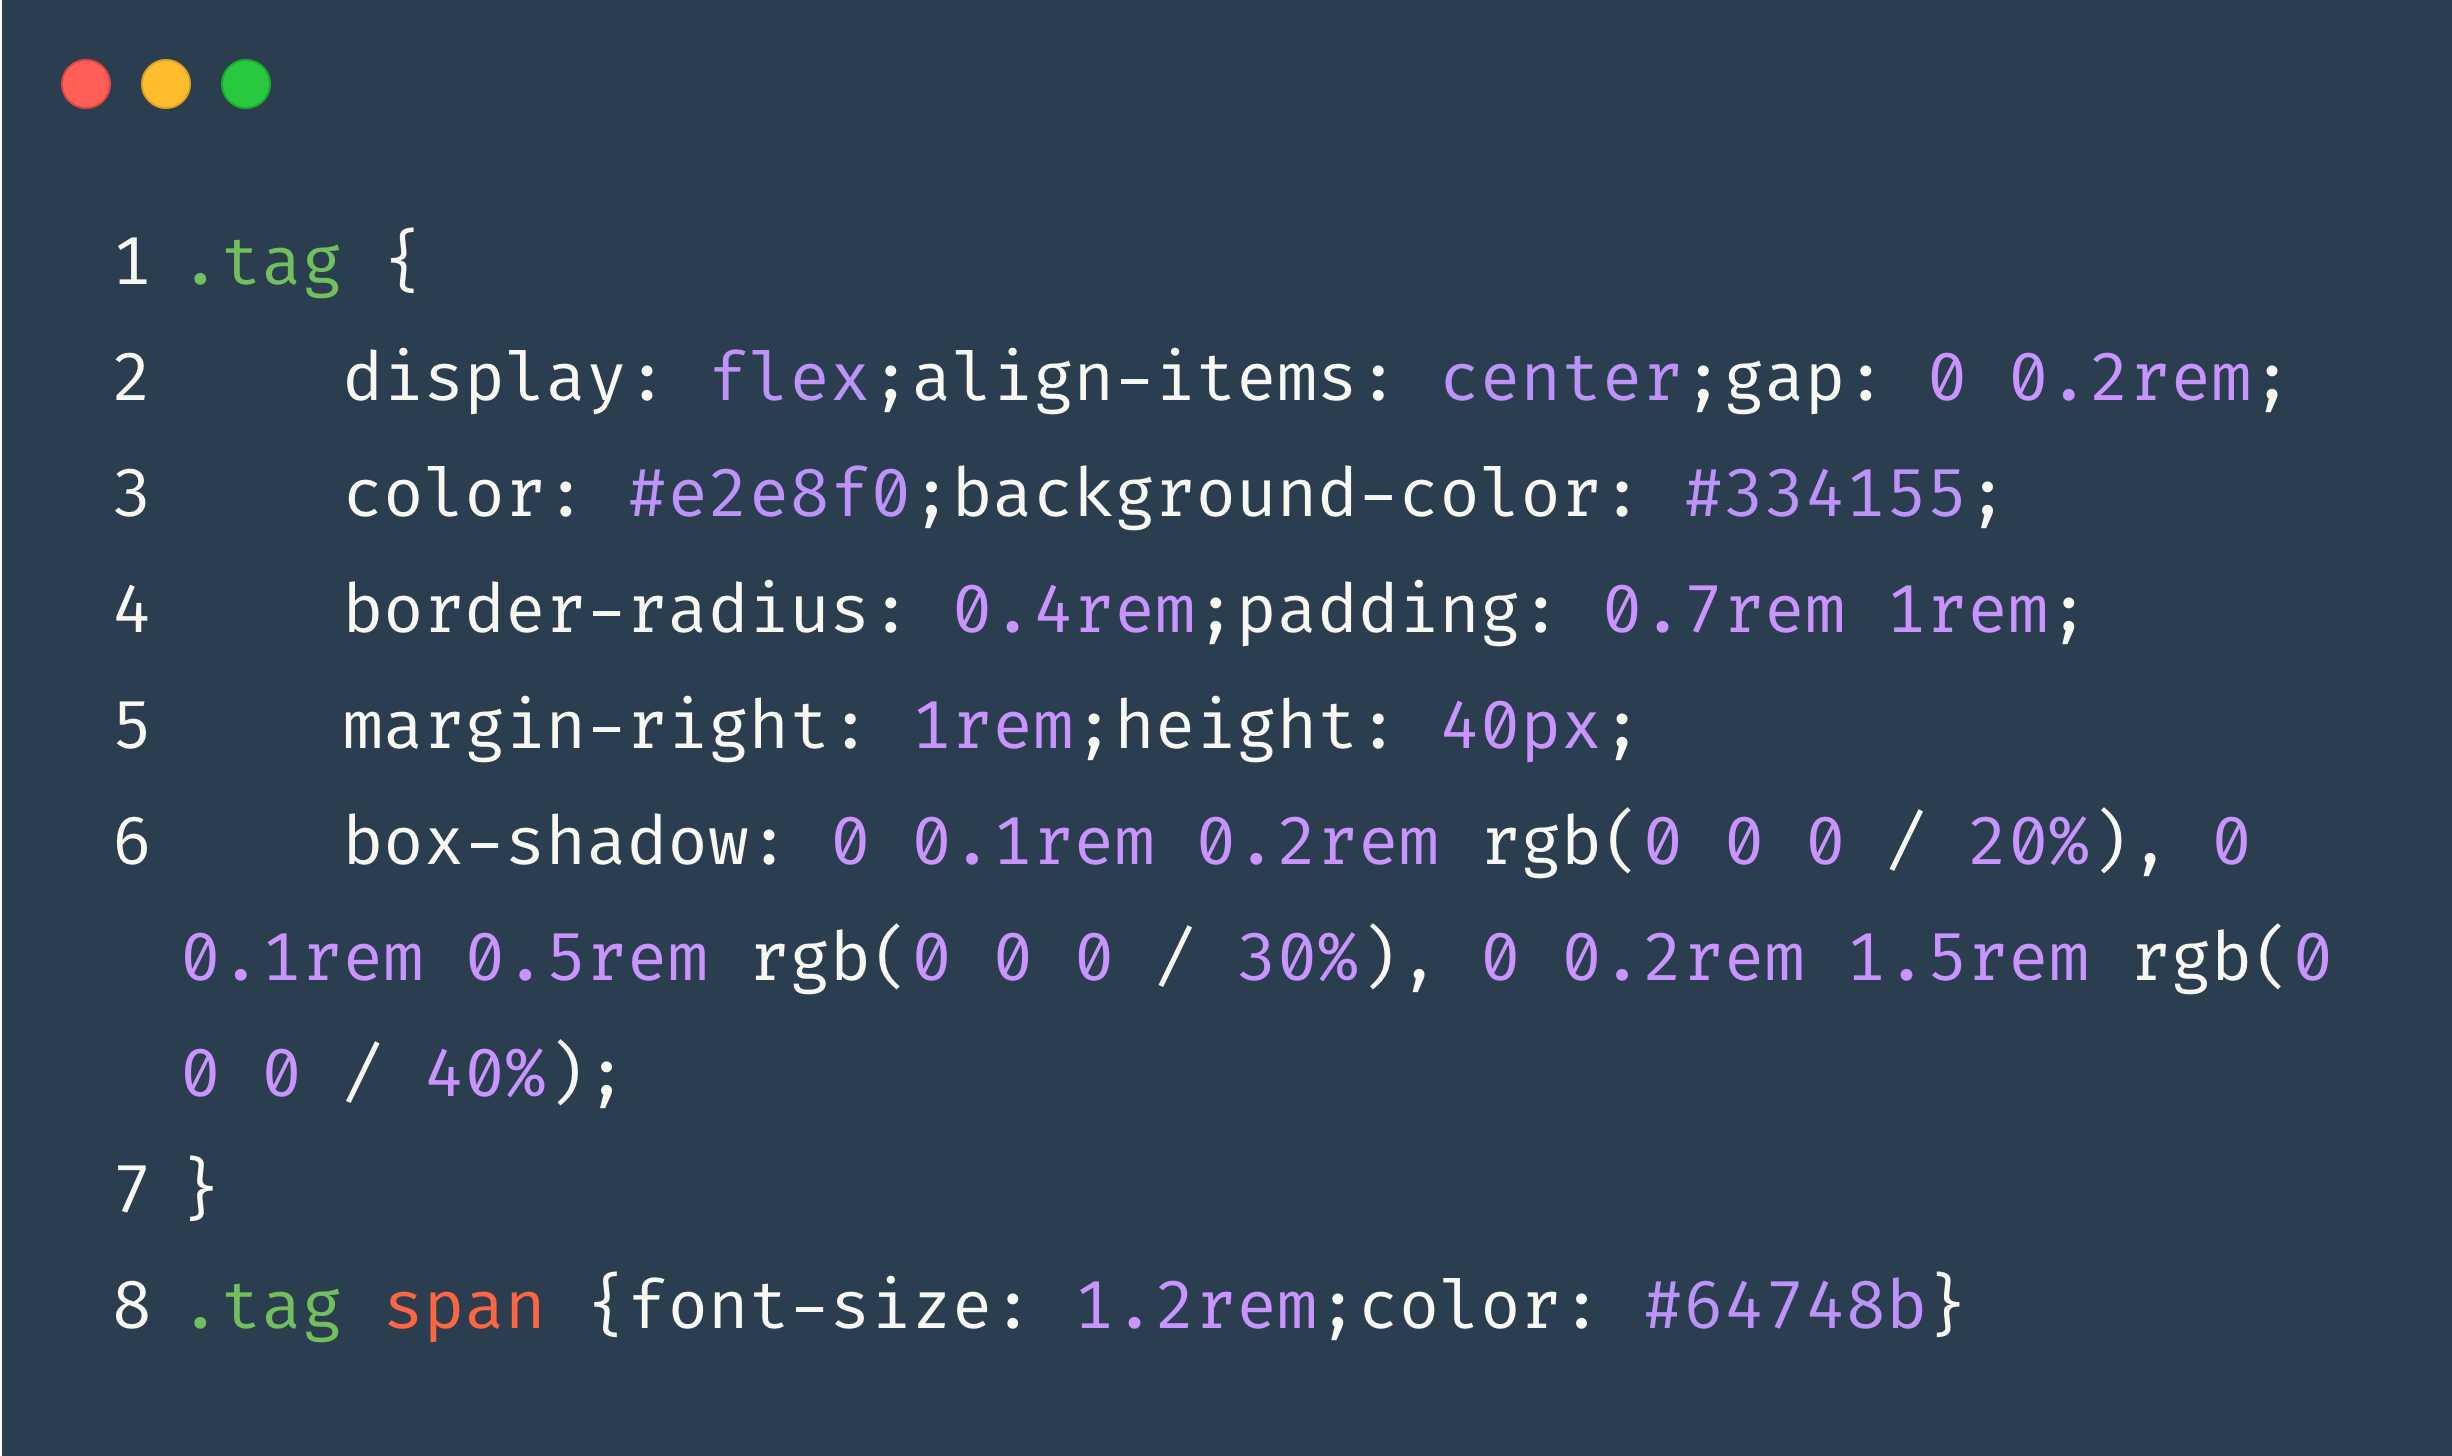 1 .tag {
2     display: flex;align-items: center;gap: 0 0.2rem;
3     color: #e2e8f0;background-color: #334155;
4     border-radius: 0.4rem;padding: 0.7rem 1rem;
5     margin-right: 1rem;height: 40px;
6     box-shadow: 0 0.1rem 0.2rem rgb(0 0 0 / 20%), 0
0.1rem 0.5rem rgb(0 0 0 / 30%), 0 0.2rem 1.5rem rgb(0
0 0 / 40%);
7 }
8 .tag span {font-size: 1.2rem;color: #64748b}